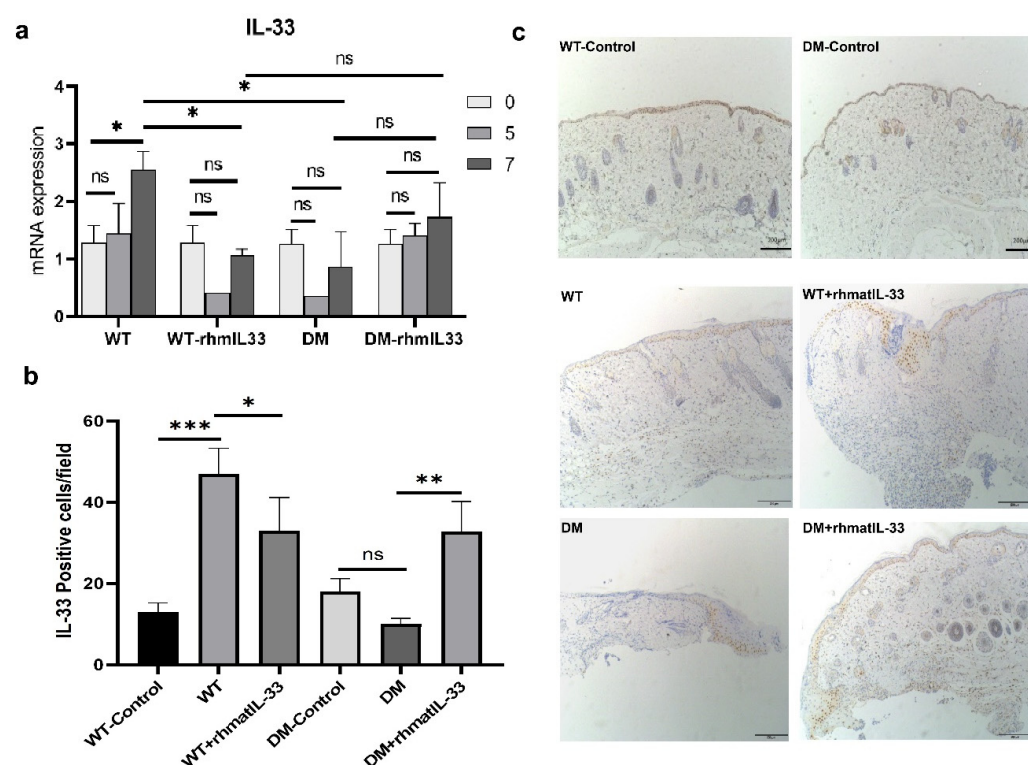 a
IL-33
mRNA expression
4
3
2
1
0
*
ns
*
*
ns
ns
ns
ns
ns
ns
ns
ns
ns
0
5
7
WT
WT-rhmIL33
DM
DM-rhmIL33
b
IL-33 Positive cells/field
60
40
20
0
***
*
ns
**
WT-Control
WT
WT+rhmatIL-33
DM-Control
DM
DM+rhmatIL-33
c
WT-Control
DM-Control
WT
WT+rhmatIL-33
DM
DM+rhmatIL-33